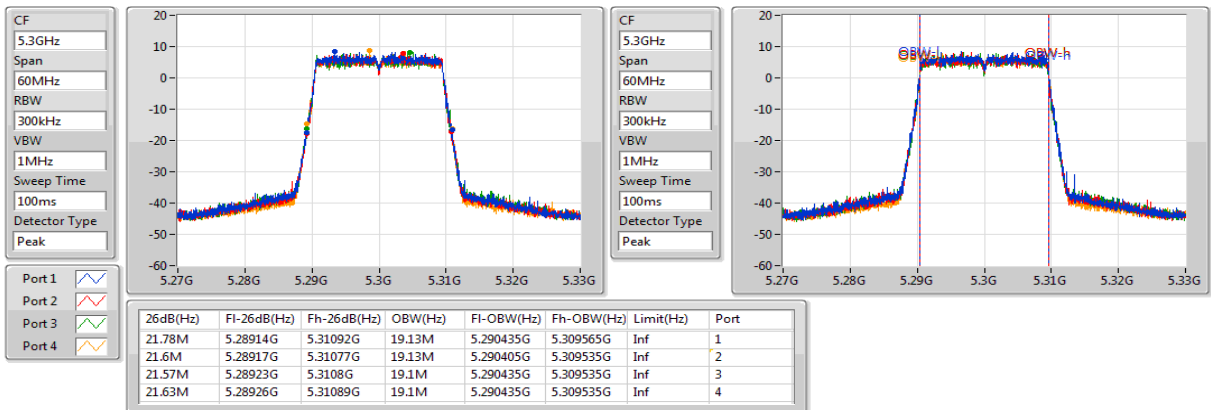 CF
5.3GHz
Span
60MHz
RBW
300kHz
VBW
1MHz
Sweep Time
100ms
Detector Type
Peak
Port 1
Port 2
Port 3
Port 4
20
10
0
-10
-20
-30
-40
-50
-60
5.27G 5.28G 5.29G 5.3G 5.31G 5.32G 5.33G
CF
5.3GHz
Span
60MHz
RBW
300kHz
VBW
1MHz
Sweep Time
100ms
Detector Type
Peak
20
10
0
-10
-20
-30
-40
-50
-60
OBW-l OBW-h
5.27G 5.28G 5.29G 5.3G 5.31G 5.32G 5.33G
26dB(Hz) Fl-26dB(Hz) Fh-26dB(Hz) OBW(Hz) Fl-OBW(Hz) Fh-OBW(Hz) Limit(Hz) Port
21.78M 5.28914G 5.31092G 19.13M 5.290435G 5.309565G Inf 1
21.6M 5.28917G 5.31077G 19.13M 5.290405G 5.309535G Inf 2
21.57M 5.28923G 5.3108G 19.1M 5.290435G 5.309535G Inf 3
21.63M 5.28926G 5.31089G 19.1M 5.290435G 5.309535G Inf 4